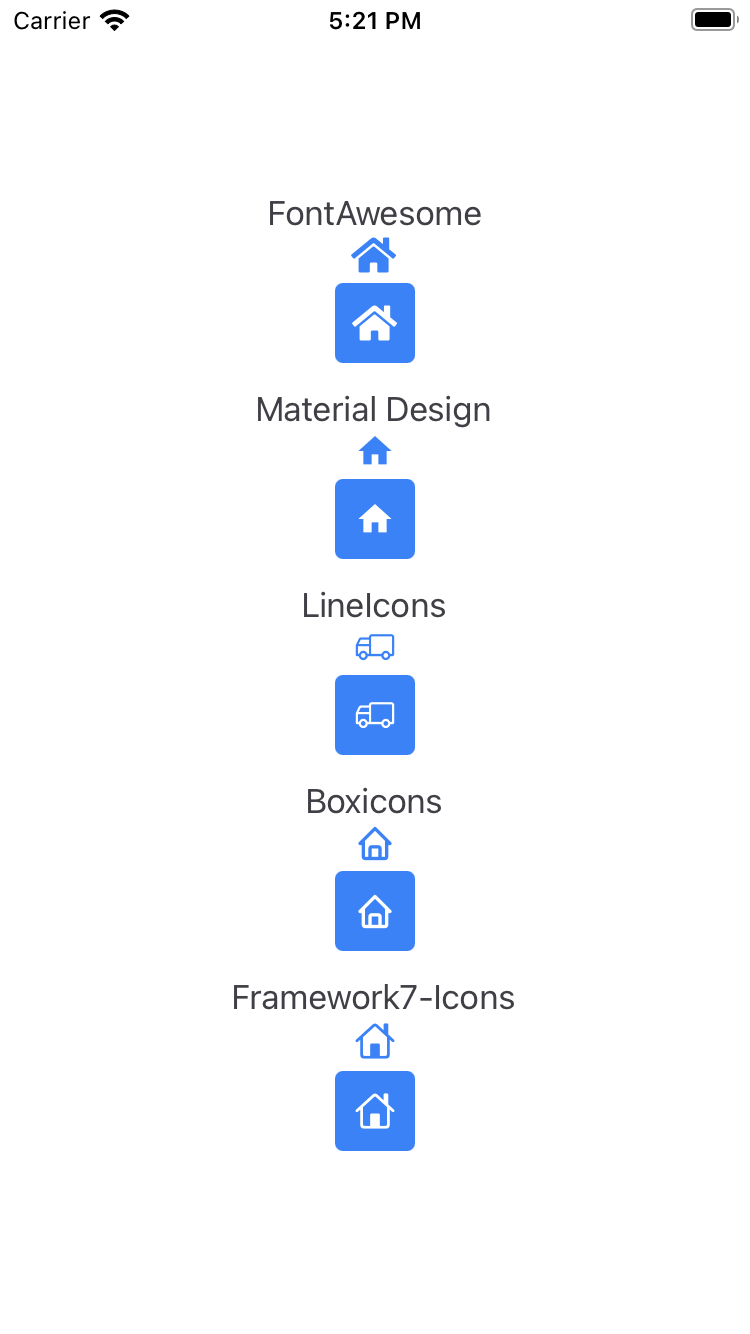 Carrier 5:21 PM
FontAwesome
Material Design
LineIcons
Boxicons
Framework7-Icons